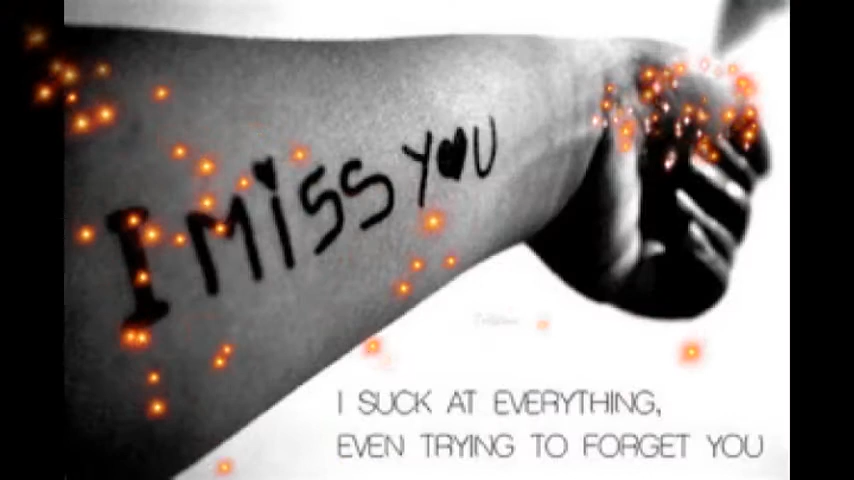 I MiSS YOU
I SUCK AT EVERYTHING,
EVEN TRYING TO FORGET YOU